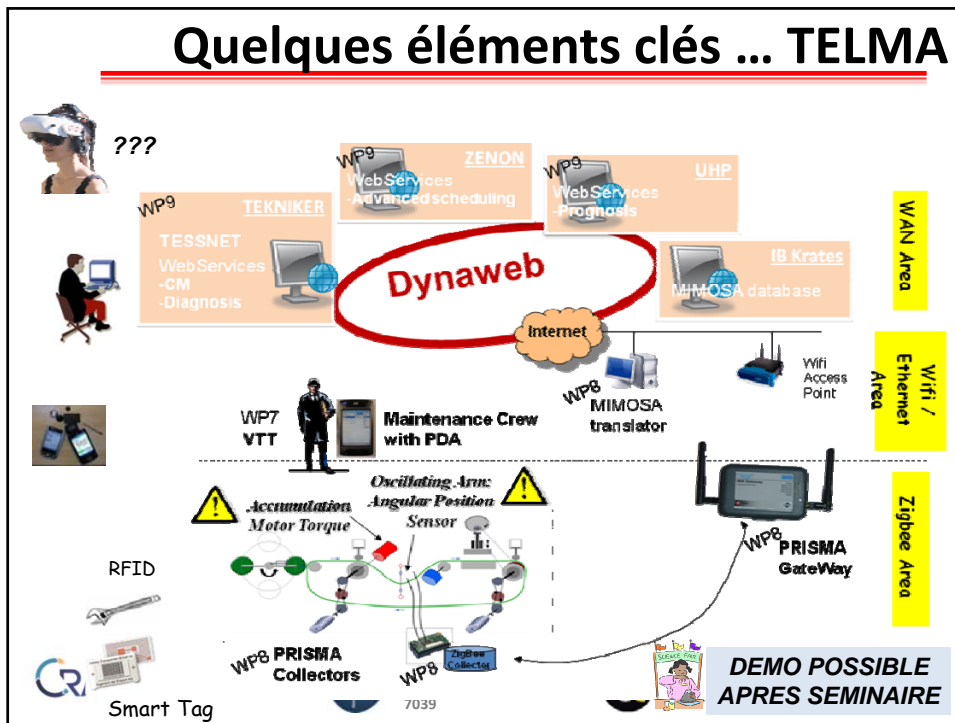 Quelques éléments clés ... TELMA
???
WP9
ZENON
WebServices
-Advanced scheduling
WP9
UHP
WebServices
-Prognosis
WP9
TEKNIKER
TESSNET
WebServices
-CM
-Diagnosis
Dynaweb
IB Krates
MIMOSA database
WAN Area
Internet
Wifi
Access
Point
WP8
MIMOSA
translator
Wifi /
Ethernet
Area
WP7
VTT
Maintenance Crew
with PDA
Oscillating Arm:
Angular Position
Sensor
Accumulation
Motor Torque
Zigbee Area
WP8
PRISMA
GateWay
RFID
WP8 PRISMA
Collectors
WP8
ZigBee
Collector
SCIENCE FAIR
DEMO POSSIBLE
APRES SEMINAIRE
CRA
Smart Tag
7039